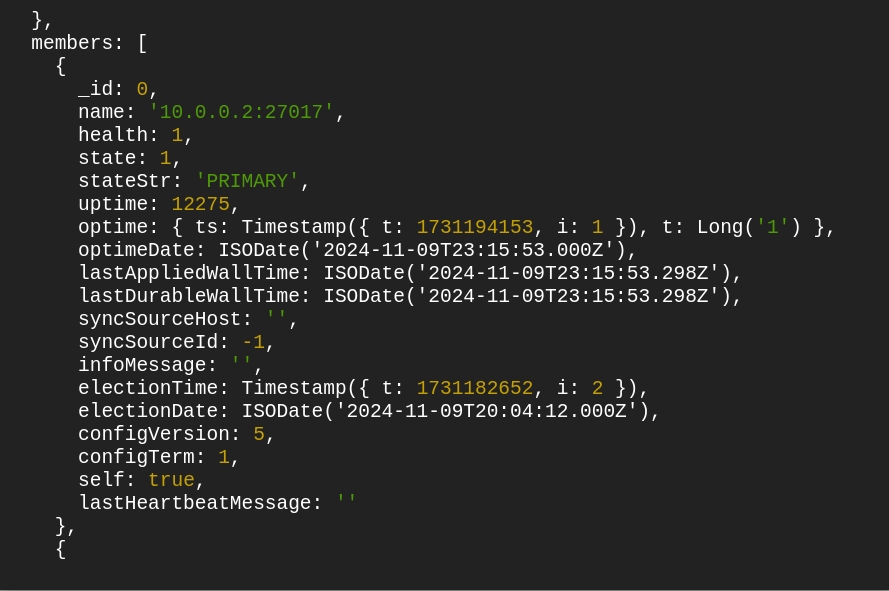 },
members: [
{
_id: 0,
name: '10.0.0.2:27017',
health: 1,
state: 1,
stateStr: 'PRIMARY',
uptime: 12275,
optime: { ts: Timestamp({ t: 1731194153, i: 1 }), t: Long('1') },
optimeDate: ISODate('2024-11-09T23:15:53.000Z'),
lastAppliedWallTime: ISODate('2024-11-09T23:15:53.298Z'),
lastDurableWallTime: ISODate('2024-11-09T23:15:53.298Z'),
syncSourceHost: '',
syncSourceId: -1,
infoMessage: '',
electionTime: Timestamp({ t: 1731182652, i: 2 }),
electionDate: ISODate('2024-11-09T20:04:12.000Z'),
configVersion: 5,
configTerm: 1,
self: true,
lastHeartbeatMessage: ''
},
{